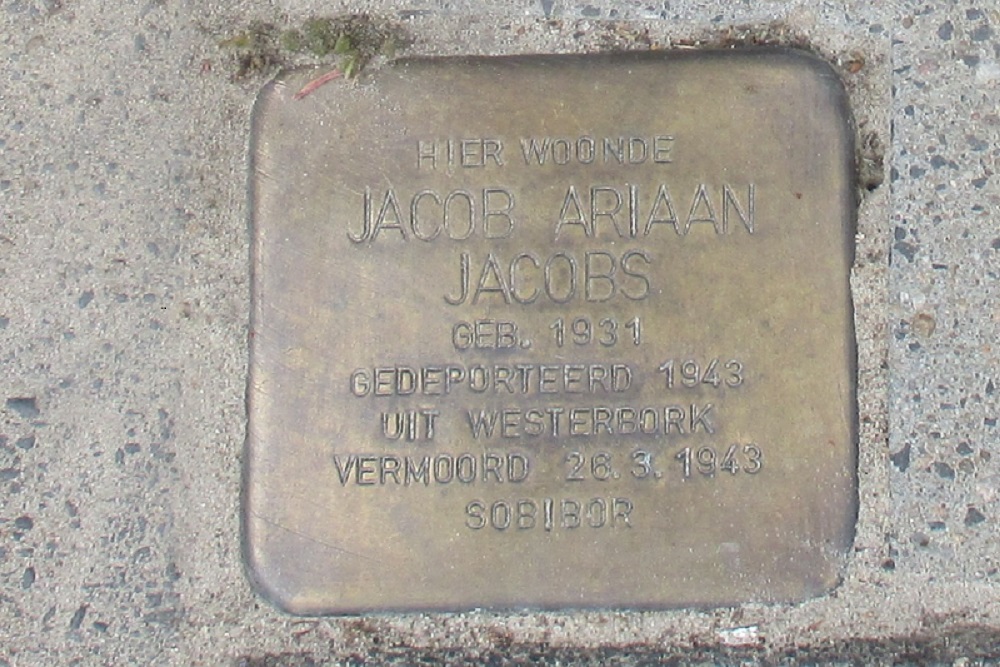 HIER WOONDE
JACOB ARIAAN
JACOBS
GEB. 1931
GEDEPORTEERD 1943
UIT WESTERBORK
VERMOORD 26.3.1943
SOBIBOR